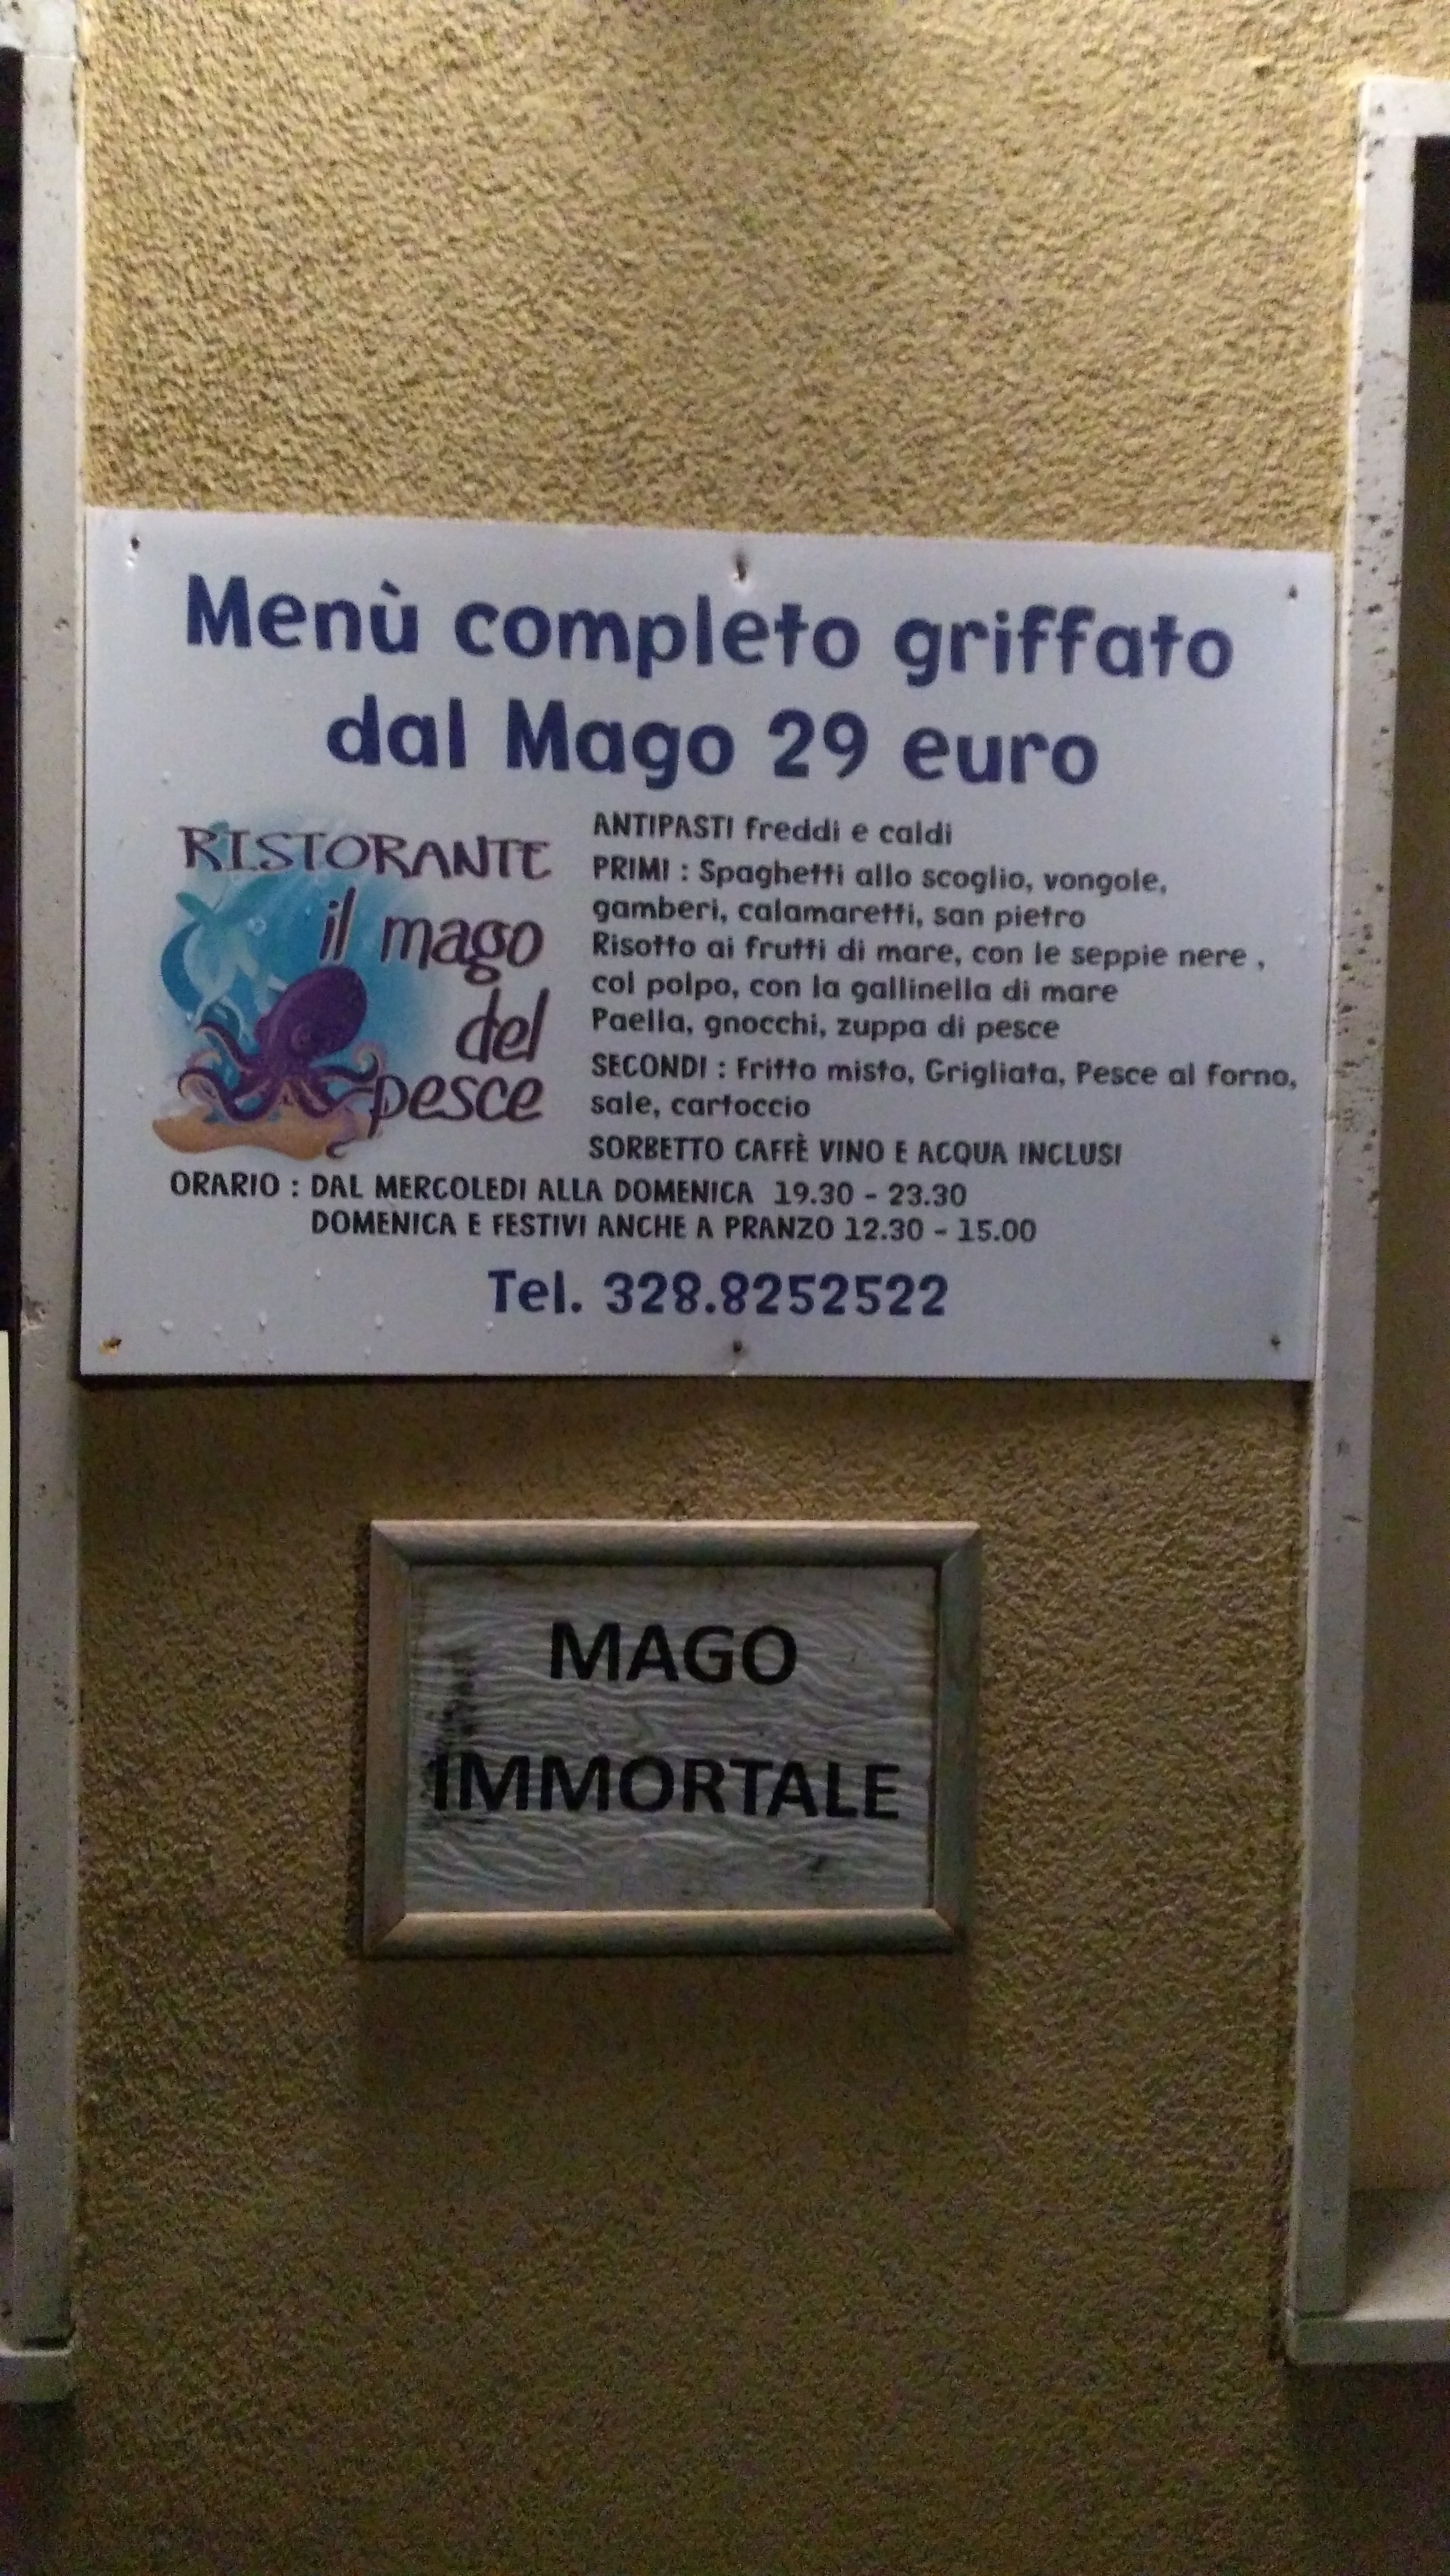 Menù completo griffato
dal Mago 29 euro
RISTORANTE
il mago
del
pesce
ANTIPASTI freddi e caldi
PRIMI : Spaghetti allo scoglio, vongole,
gamberi, calamaretti, san pietro
Risotto ai frutti di mare, con le seppie nere ,
col polpo, con la gallinella di mare
Paella, gnocchi, zuppa di pesce
SECONDI : Fritto misto, Grigliata, Pesce al forno,
sale, cartoccio
SORBETTO CAFFÈ VINO E ACQUA INCLUSI
ORARIO : DAL MERCOLEDI ALLA DOMENICA 19.30 - 23.30
DOMENICA E FESTIVI ANCHE A PRANZO 12.30 - 15.00
Tel. 328.8252522
MAGO
IMMORTALE